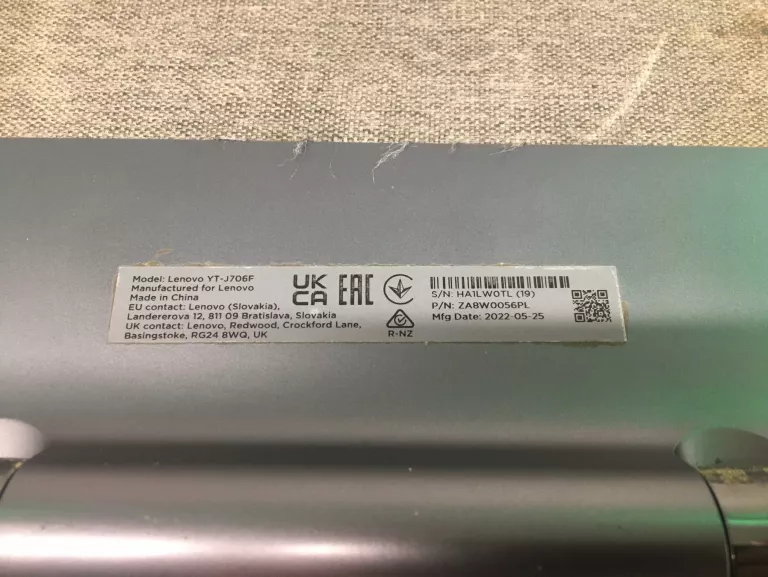 Model: Lenovo YT-J706F
Manufactured for Lenovo
Made in China
EU contact: Lenovo (Slovakia),
Landererova 12, 811 09 Bratislava, Slovakia
UK contact: Lenovo, Redwood, Crockford Lane,
Basingstoke, RG24 8WQ, UK
UK
CA
EAC
R-NZ
S/N: HA1LW0TL (19)
P/N: ZA8W0056PL
Mfg Date: 2022-05-25